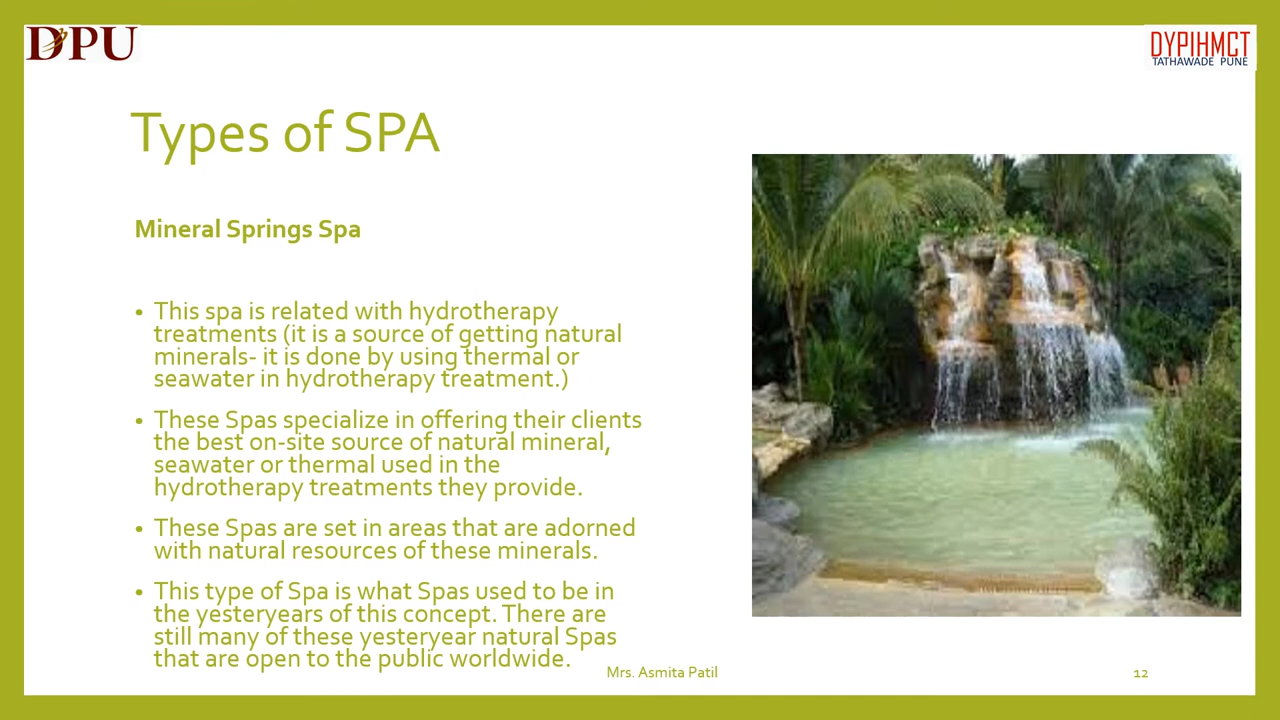 DPU
DYPIHMCT
TATHAWADE PUNE
Types of SPA
Mineral Springs Spa
• This spa is related with hydrotherapy
treatments (it is a source of getting natural
minerals- it is done by using thermal or
seawater in hydrotherapy treatment.)
• These Spas specialize in offering their clients
the best on-site source of natural mineral,
seawater or thermal used in the
hydrotherapy treatments they provide.
• These Spas are set in areas that are adorned
with natural resources of these minerals.
• This type of Spa is what Spas used to be in
the yesteryears of this concept. There are
still many of these yesteryear natural Spas
that are open to the public worldwide.
Mrs. Asmita Patil
12